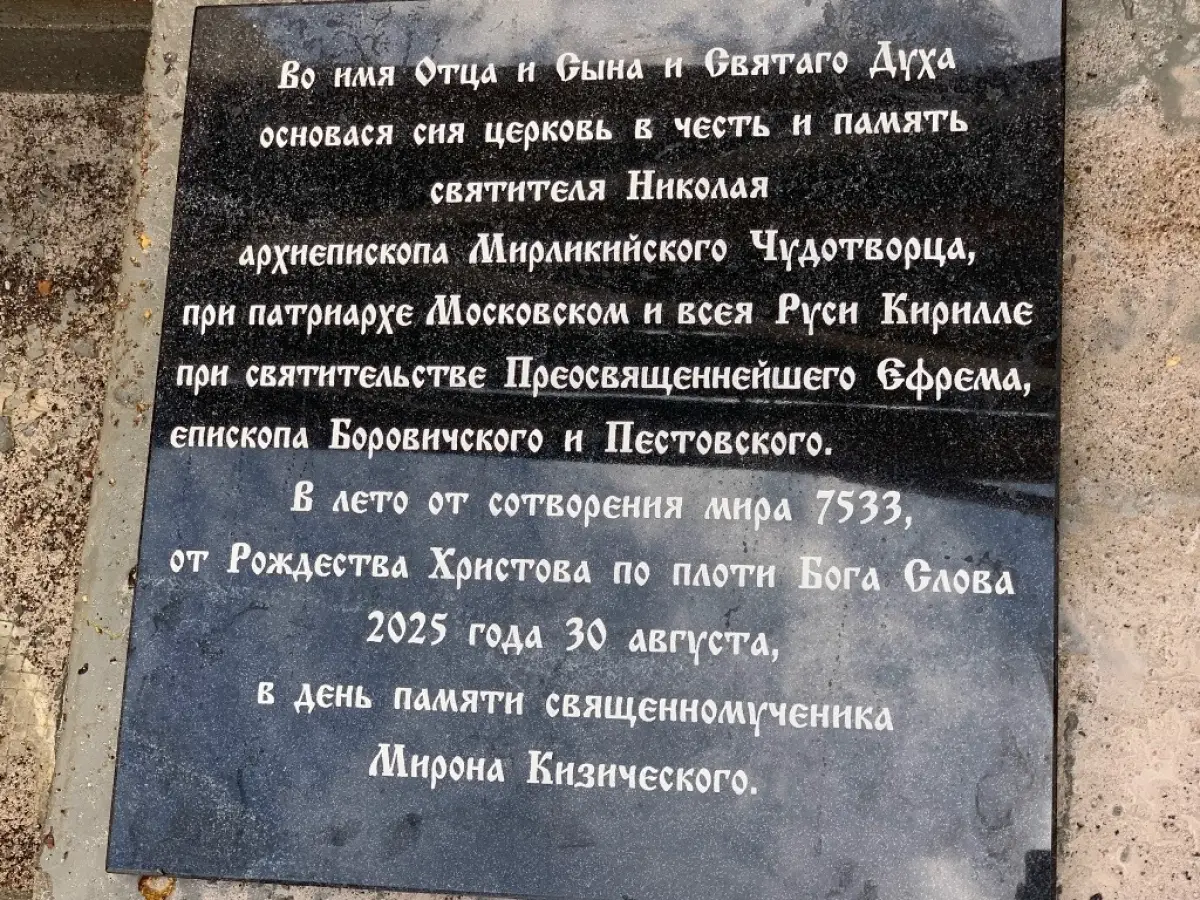 Во имя Отца и Сына и Святаго Духа
основася сия церковь в честь и память
святителя Николая
архиепископа Мирликийского Чудотворца,
при патриархе Московском и всея Руси Кирилле
при святительстве Преосвященнейшего Ефрема,
епископа Боровичского и Пестовского.
В лето от сотворения мира 7533,
от Рождества Христова по плоти Бога Слова
2025 года 30 августа,
в день памяти священномученика
Мирона Кизического.